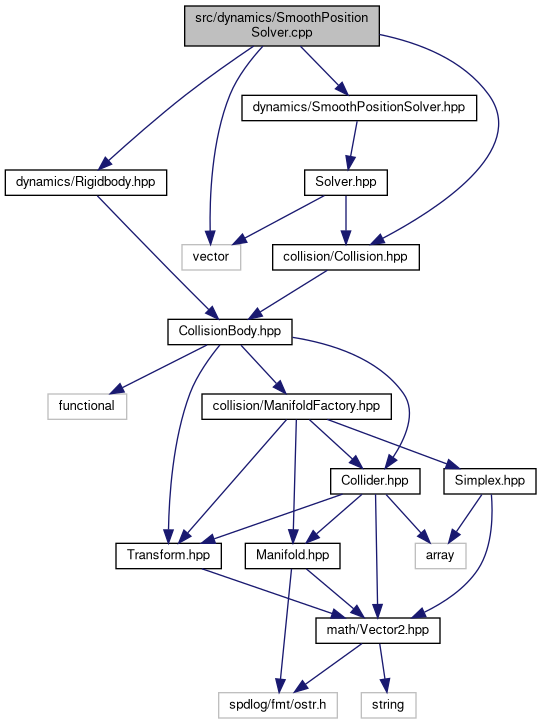 src/dynamics/SmoothPosition
Solver.cpp
dynamics/SmoothPositionSolver.hpp
dynamics/Rigidbody.hpp
Solver.hpp
vector
collision/Collision.hpp
CollisionBody.hpp
functional
collision/ManifoldFactory.hpp
Collider.hpp
Simplex.hpp
Transform.hpp
Manifold.hpp
array
math/Vector2.hpp
spdlog/fmt/ostr.h
string